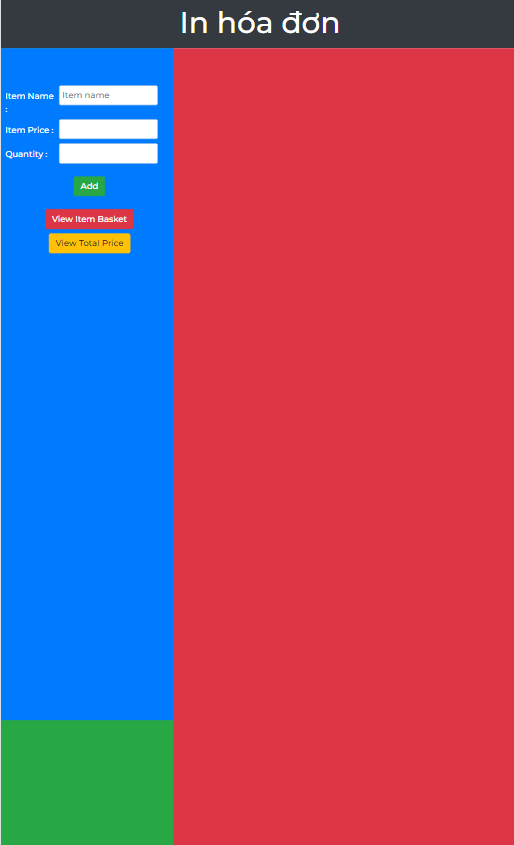 In hóa đơn
Item Name
:
Item name
Item Price :
Quantity :
Add
View Item Basket
View Total Price